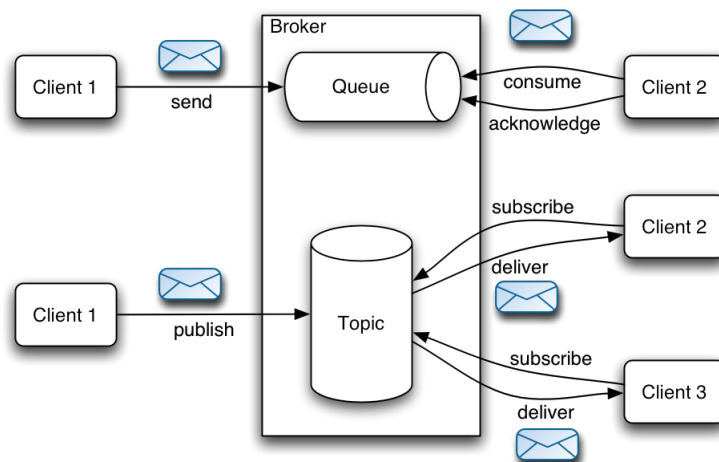 Broker
Client 1
send
Queue
consume
acknowledge
Client 2
Client 1
publish
Topic
subscribe
deliver
Client 2
subscribe
deliver
Client 3